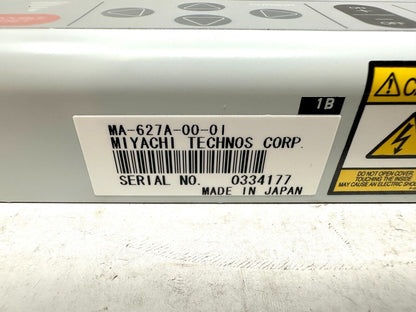 1B
MA-627A-00-01
MIYACHI TECHNOS CORP.
SERIAL NO. 0334177
MADE IN JAPAN
DO NOT OPEN COVER.
TOUCHING THE INSIDE
MAY CAUSE AN ELECTRIC